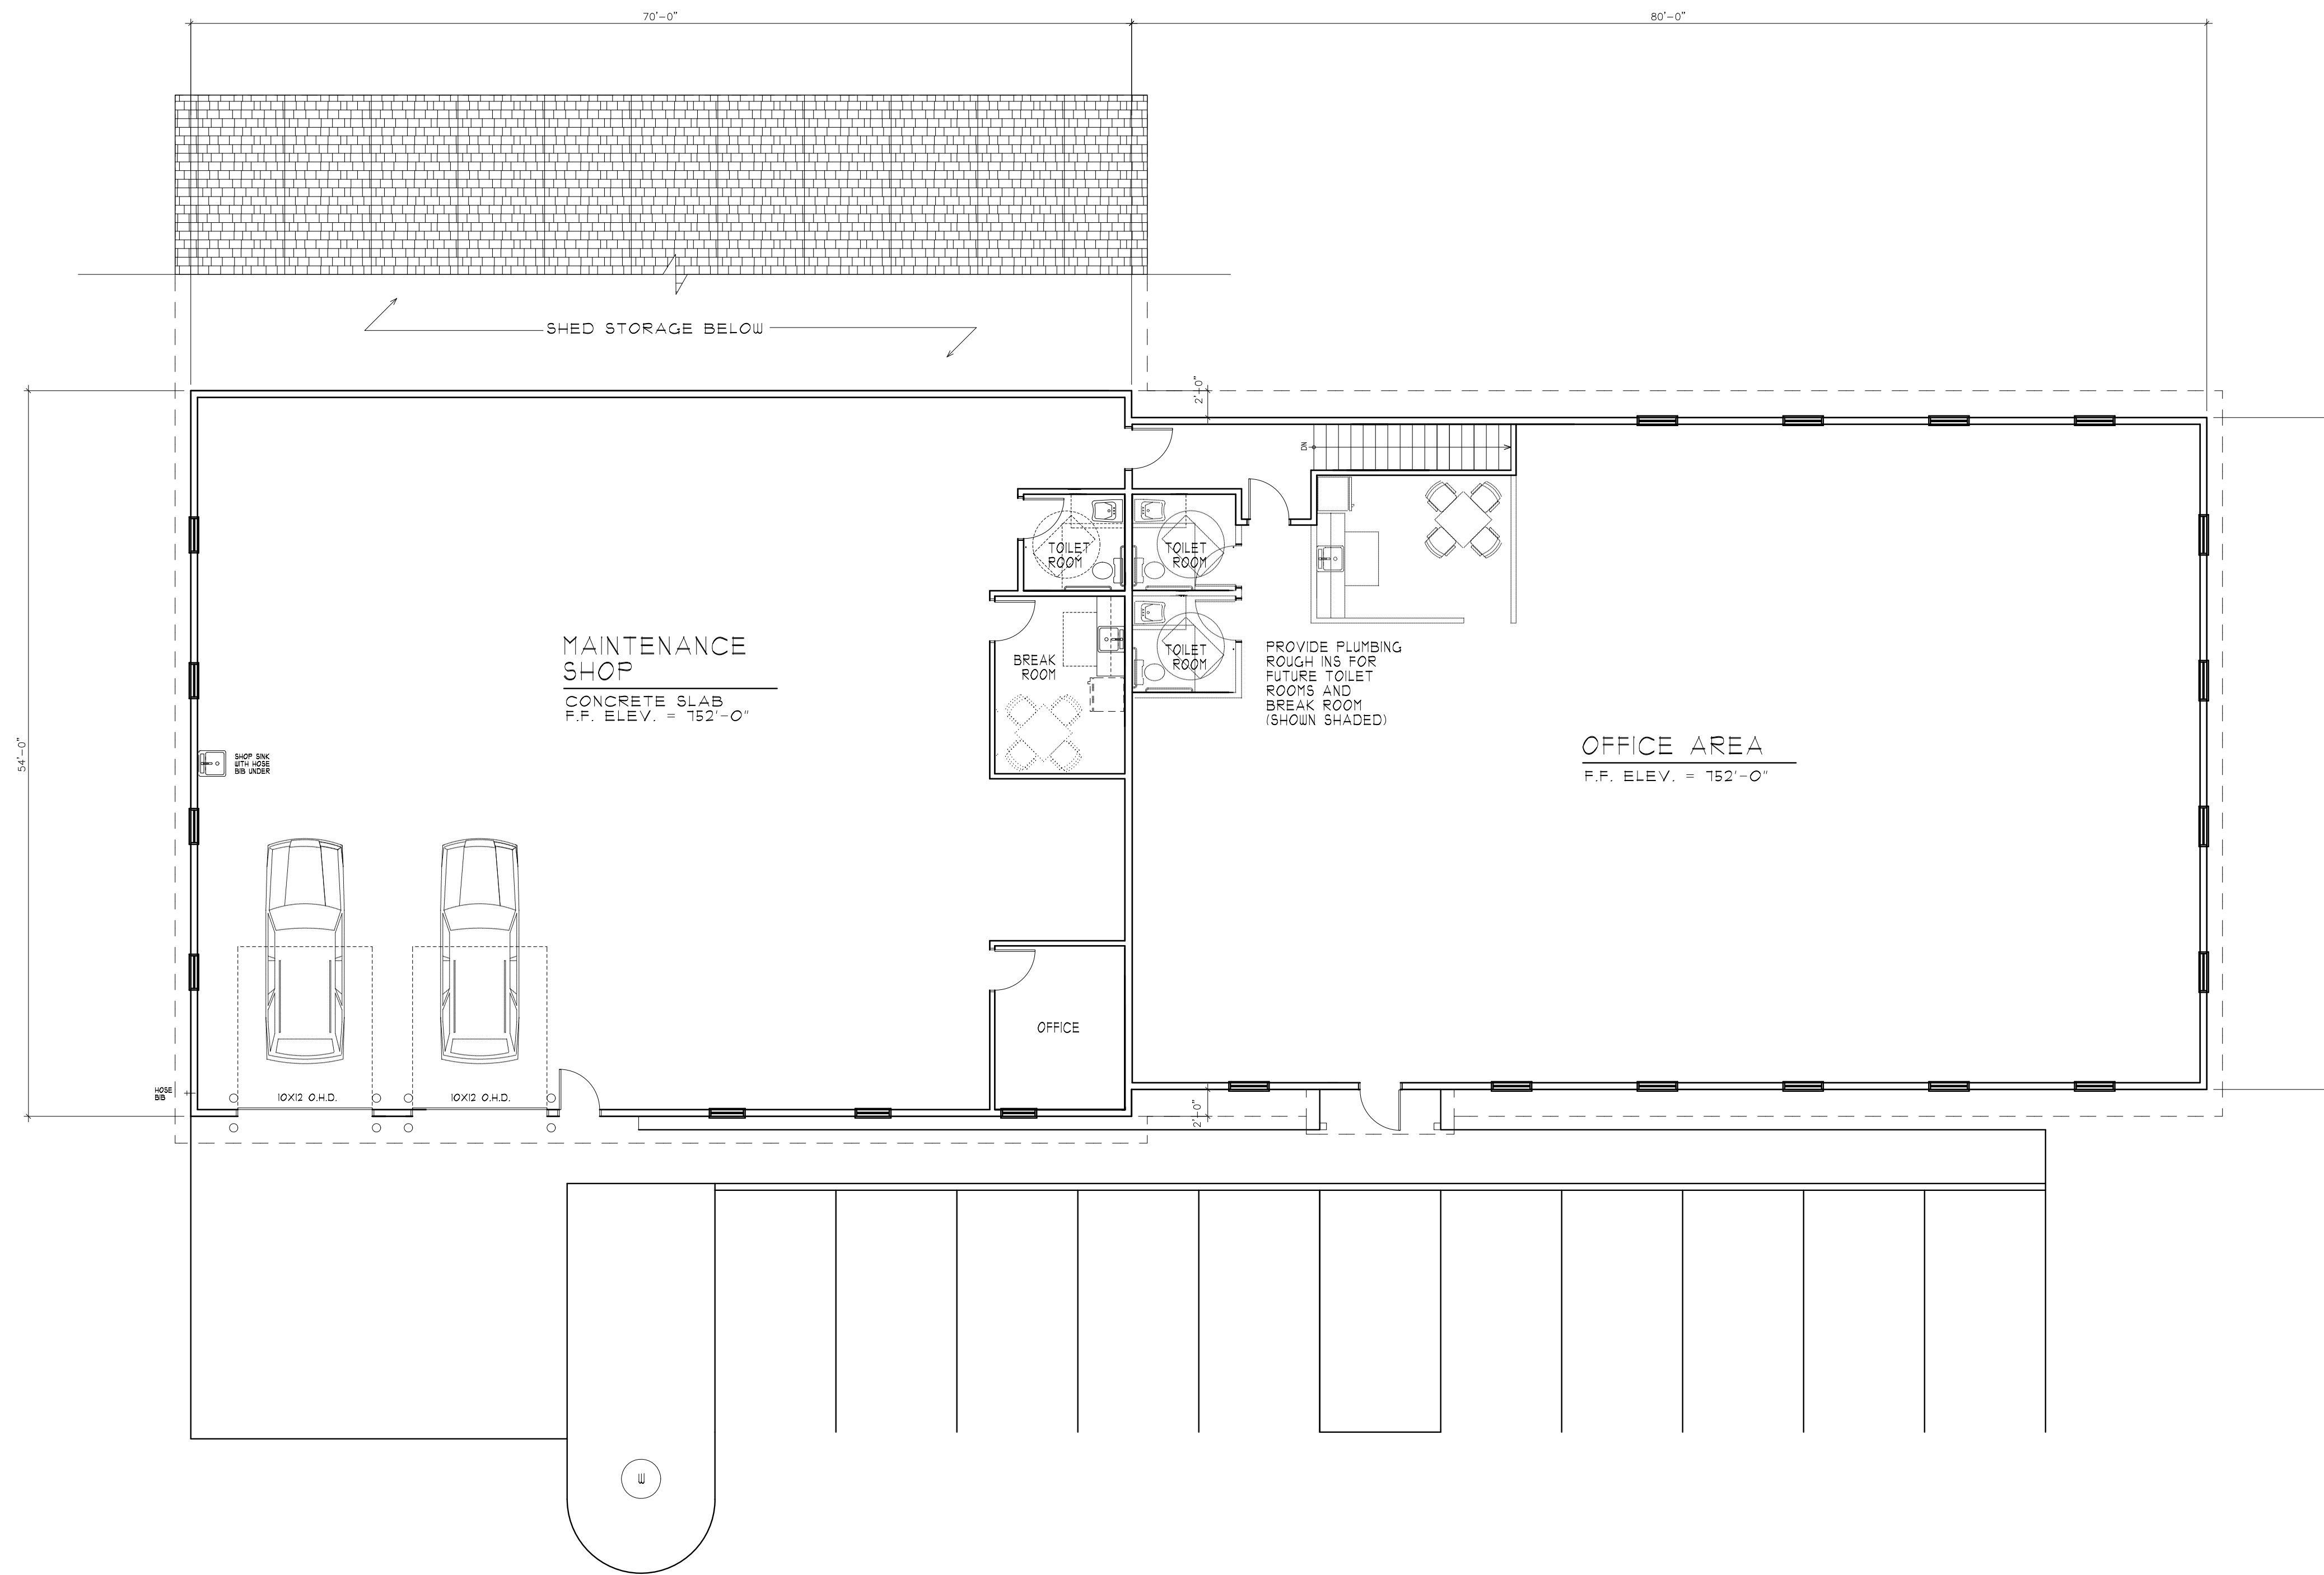 70'-0"
80'-0"
SHED STORAGE BELOW
2'-0"
DN
TOILET
ROOM
TOILET
ROOM
MAINTENANCE
SHOP
CONCRETE SLAB
F.F. ELEV. = 752'-0"
BREAK
ROOM
TOILET
ROOM
PROVIDE PLUMBING
ROUGH INS FOR
FUTURE TOILET
ROOMS AND
BREAK ROOM
(SHOWN SHADED)
OFFICE AREA
F.F. ELEV. = 752'-0"
54'-0"
SHOP SINK
WITH HOSE
BIB UNDER
OFFICE
HOSE
BIB
10X12 O.H.D.
10X12 O.H.D.
2'-0"
W